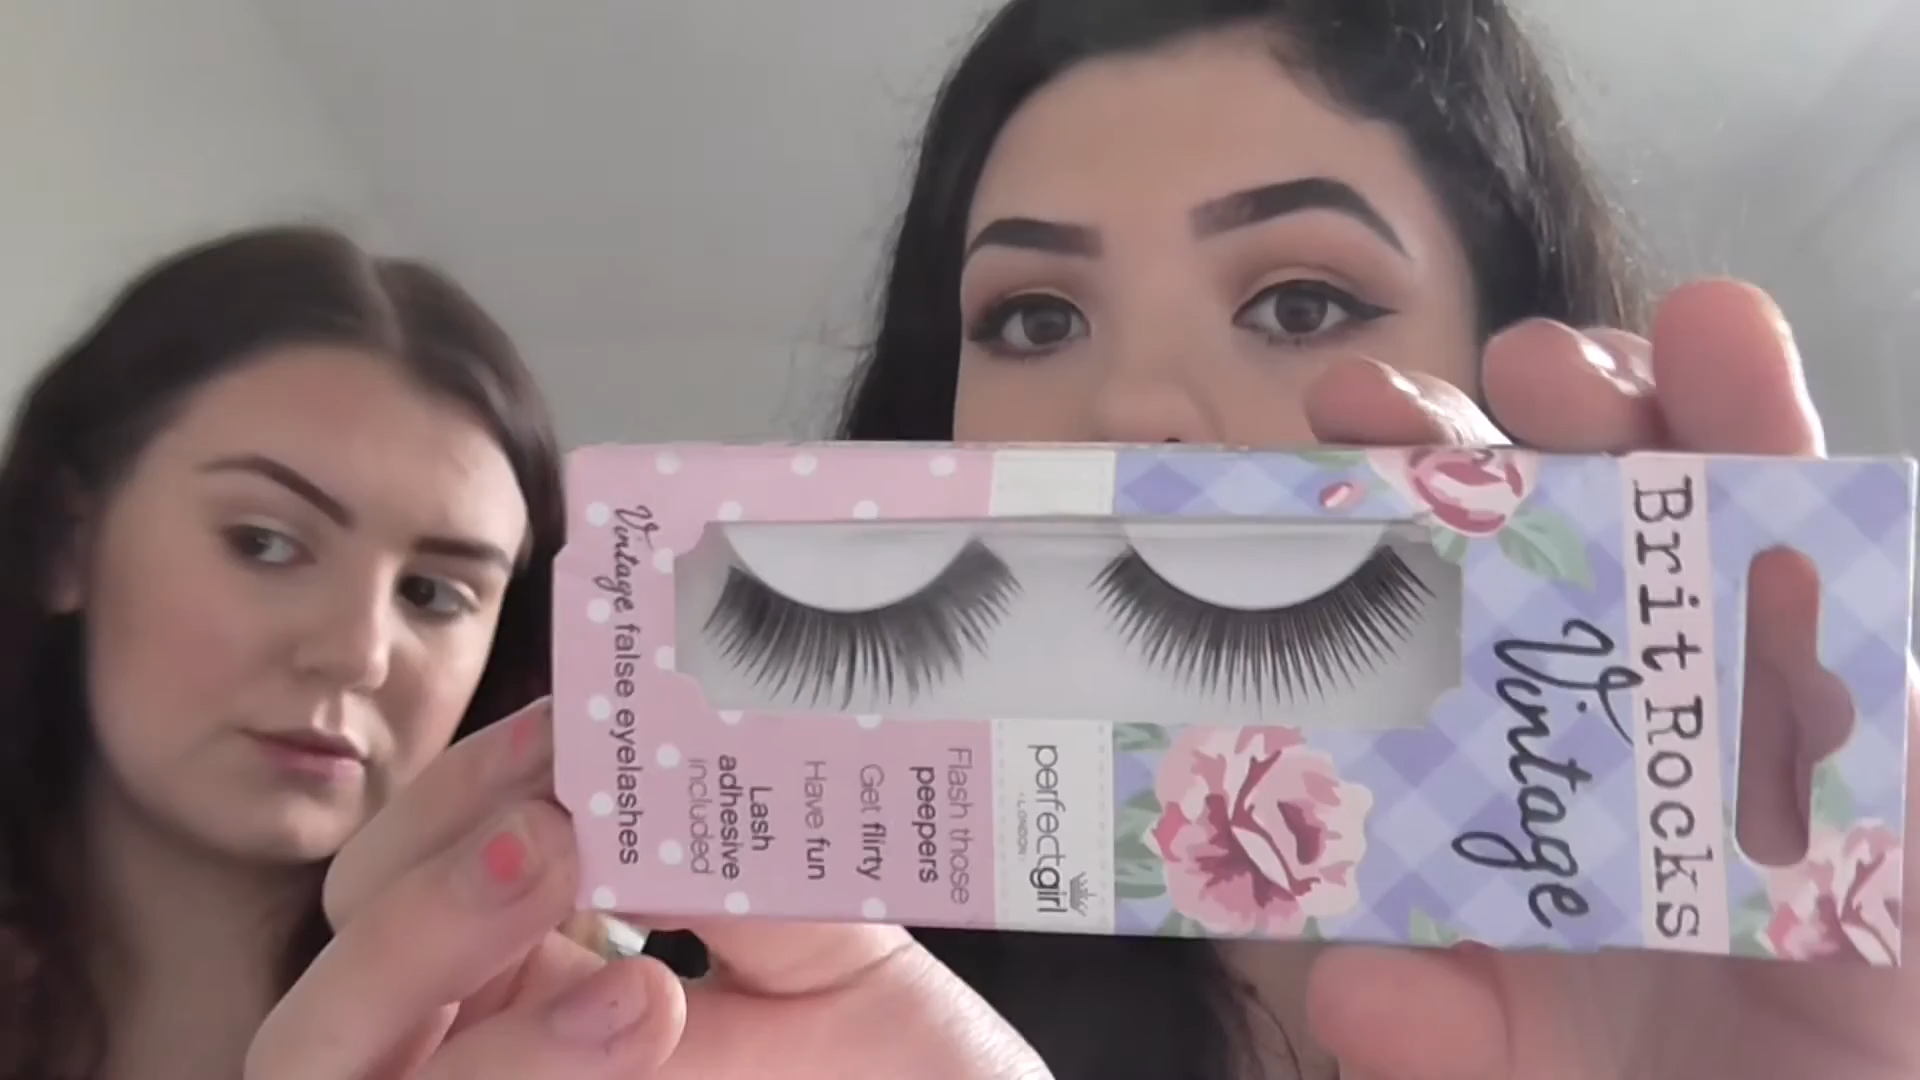 Brit Rocks
Vintage
perfectgirl
·LONDON·
Flash those
peepers
Get flirty
Have fun
Lash
adhesive
included
Vintage false eyelashes